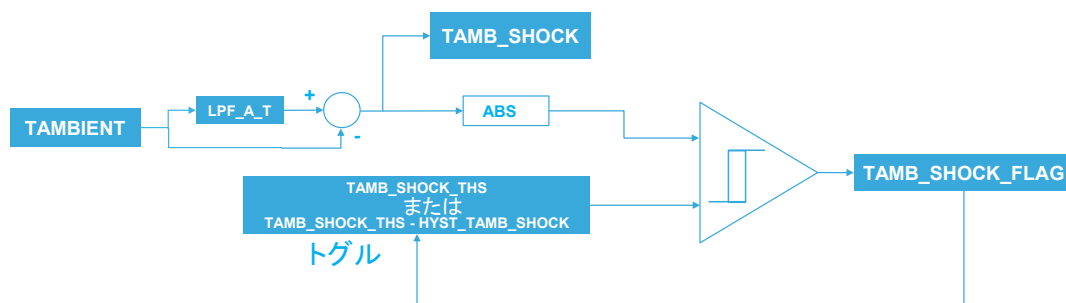 TAMB_SHOCK
TAMBIENT
LPF_A_T
+
-
ABS
TAMB_SHOCK_THS
または
TAMB_SHOCK_THS - HYST_TAMB_SHOCK
トグル
TAMB_SHOCK_FLAG